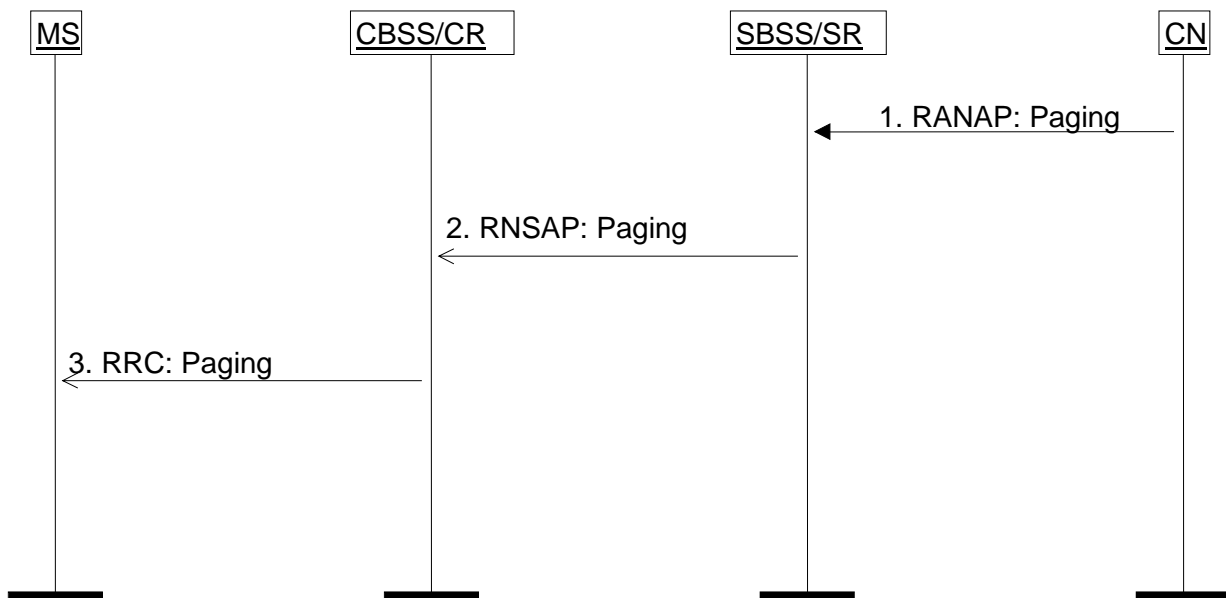 MS CBSS/CR SBSS/SR CN
1. RANAP: Paging
2. RNSAP: Paging
3. RRC: Paging